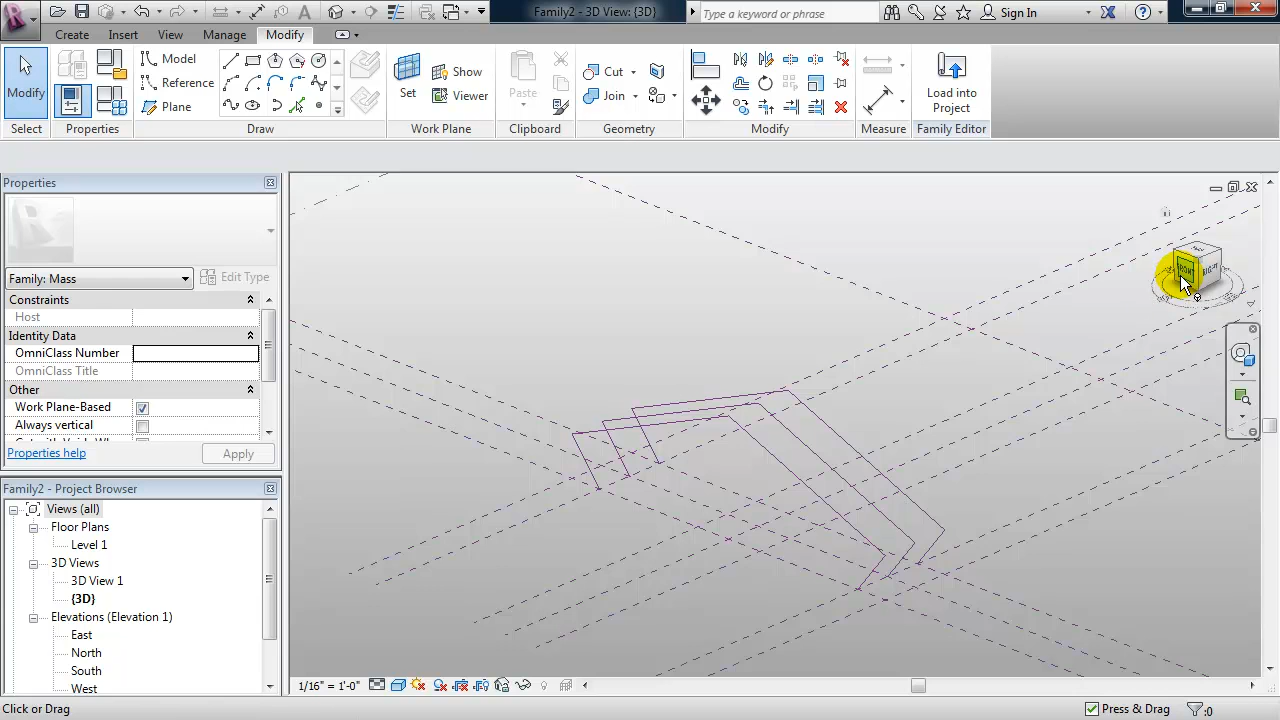 Family2 - 3D View: {3D}
Type a keyword or phrase
Sign In
Create
Insert
View
Manage
Modify
Modify
Model
Reference
Plane
Set
Show
Viewer
Paste
Cut
Join
Load into
Project
Select
Properties
Draw
Work Plane
Clipboard
Geometry
Modify
Measure
Family Editor
Properties
Family: Mass
Edit Type
Constraints
Host
Identity Data
OmniClass Number
OmniClass Title
Other
Work Plane-Based
Always vertical
Properties help
Apply
Family2 - Project Browser
Views (all)
Floor Plans
Level 1
3D Views
3D View 1
{3D}
Elevations (Elevation 1)
East
North
South
West
FRONT
RIGHT
1/16" = 1'-0"
Click or Drag
Press & Drag
:0